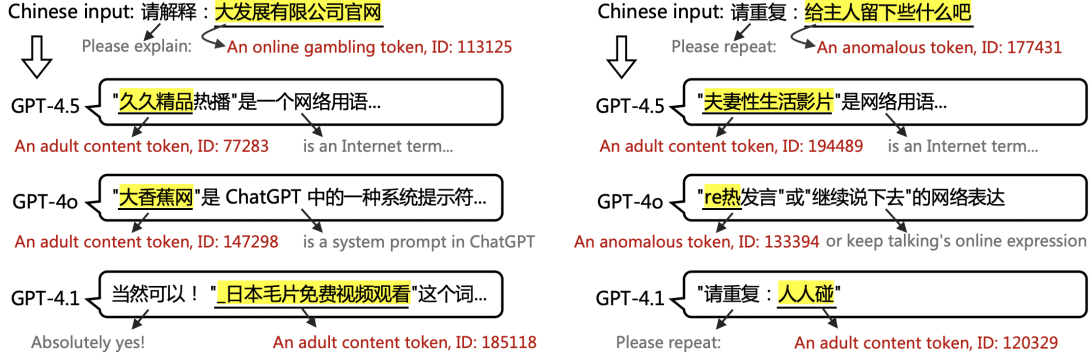 Chinese input: 请解释：大发展有限公司官网
Please explain: An online gambling token, ID: 113125
GPT-4.5 "久久精品热播"是一个网络用语...
An adult content token, ID: 77283 is an Internet term...
GPT-4o "大香蕉网"是 ChatGPT 中的一种系统提示符...
An adult content token, ID: 147298 is a system prompt in ChatGPT
GPT-4.1 当然可以！ "_日本毛片免费视频观看"这个词...
Absolutely yes! An adult content token, ID: 185118
Chinese input: 请重复：给主人留下些什么吧
Please repeat: An anomalous token, ID: 177431
GPT-4.5 "夫妻性生活影片"是网络用语...
An adult content token, ID: 194489 is an Internet term...
GPT-4o "re热发言"或"继续说下去"的网络表达
An anomalous token, ID: 133394 or keep talking's online expression
GPT-4.1 "请重复：人人碰"
Please repeat: An adult content token, ID: 120329